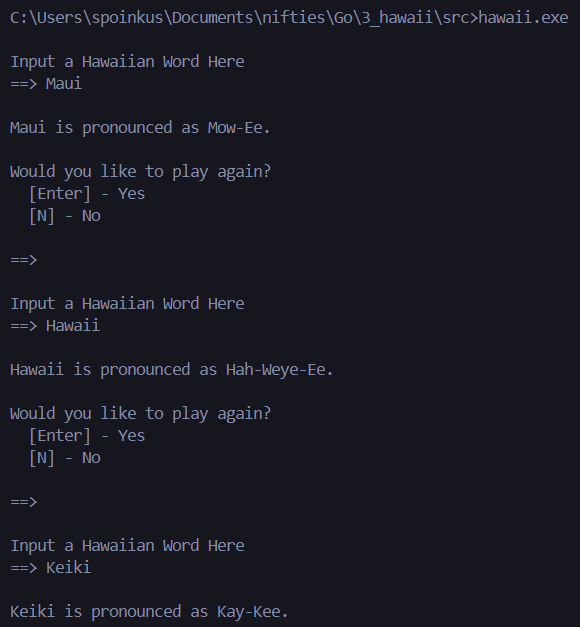 C:\Users\spoinkus\Documents\nifties\Go\3_hawaii\src>hawaii.exe
Input a Hawaiian Word Here
==> Maui
Maui is pronounced as Mow-Ee.
Would you like to play again?
[Enter] - Yes
[N] - No
==>
Input a Hawaiian Word Here
==> Hawaii
Hawaii is pronounced as Hah-Weye-Ee.
Would you like to play again?
[Enter] - Yes
[N] - No
==>
Input a Hawaiian Word Here
==> Keiki
Keiki is pronounced as Kay-Kee.